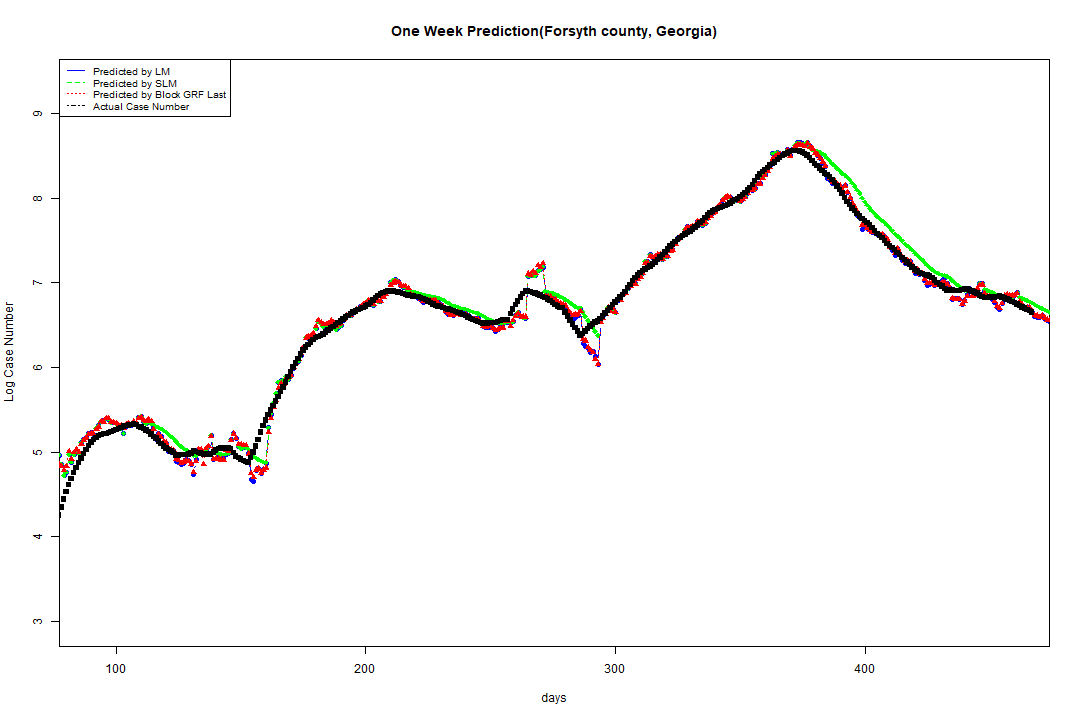 One Week Prediction(Forsyth county, Georgia)
Predicted by LM
Predicted by SLM
Predicted by Block GRF Last
Actual Case Number
9
8
7
6
5
4
3
Log Case Number
100 200 300 400
days